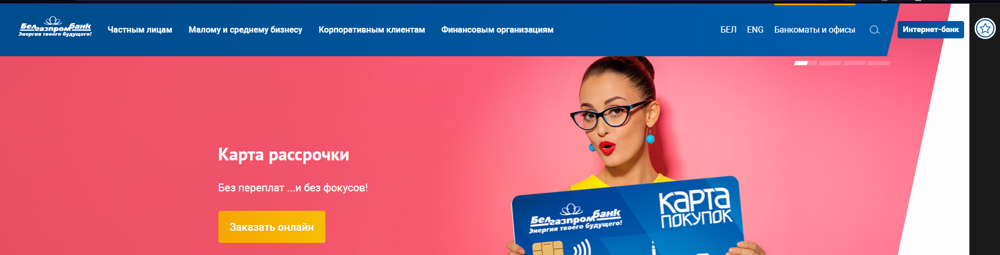 Белгазпромбанк
Энергия твоего будущего!
Частным лицам
Малому и среднему бизнесу
Корпоративным клиентам
Финансовым организациям
БЕЛ
ENG
Банкоматы и офисы
Интернет-банк
Карта рассрочки
Без переплат ...и без фокусов!
Заказать онлайн
Белгазпромбанк
Энергия твоего будущего!
КАРТА
ПОКУПОК